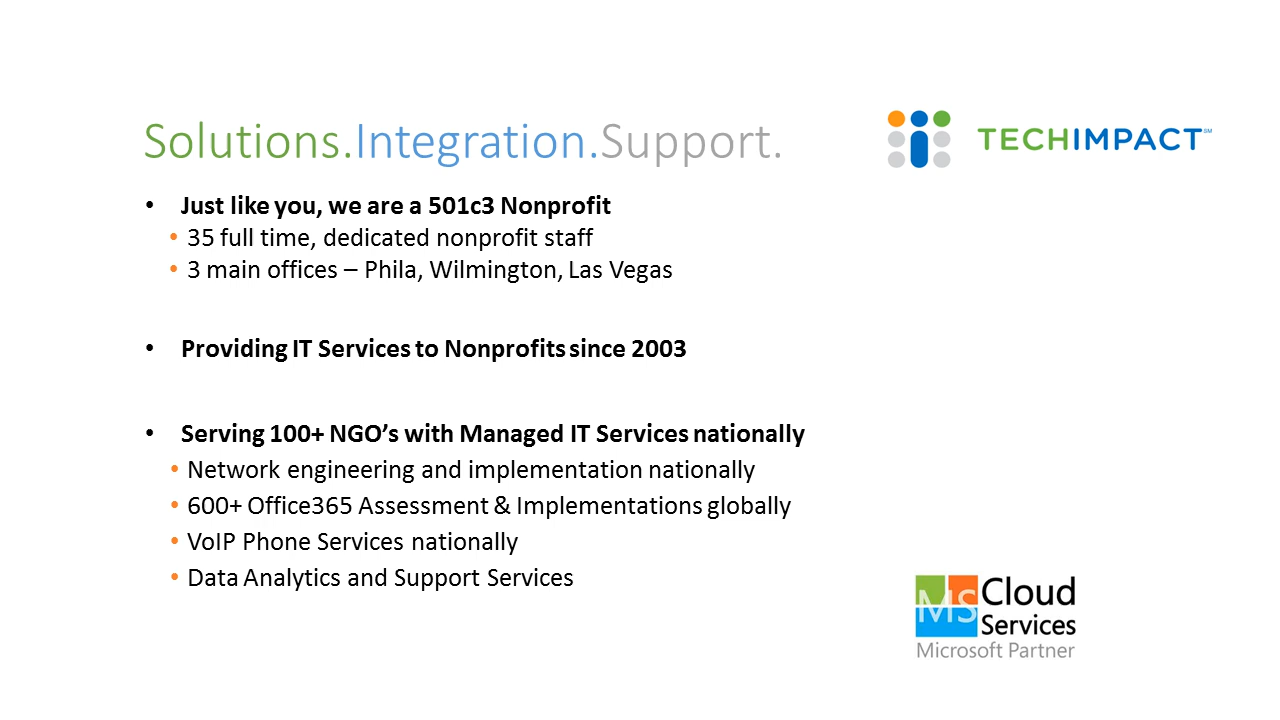 Solutions.Integration.Support.
TECHIMPACT℠
• Just like you, we are a 501c3 Nonprofit
• 35 full time, dedicated nonprofit staff
• 3 main offices – Phila, Wilmington, Las Vegas
• Providing IT Services to Nonprofits since 2003
• Serving 100+ NGO’s with Managed IT Services nationally
• Network engineering and implementation nationally
• 600+ Office365 Assessment & Implementations globally
• VoIP Phone Services nationally
• Data Analytics and Support Services
MS Cloud
Services
Microsoft Partner